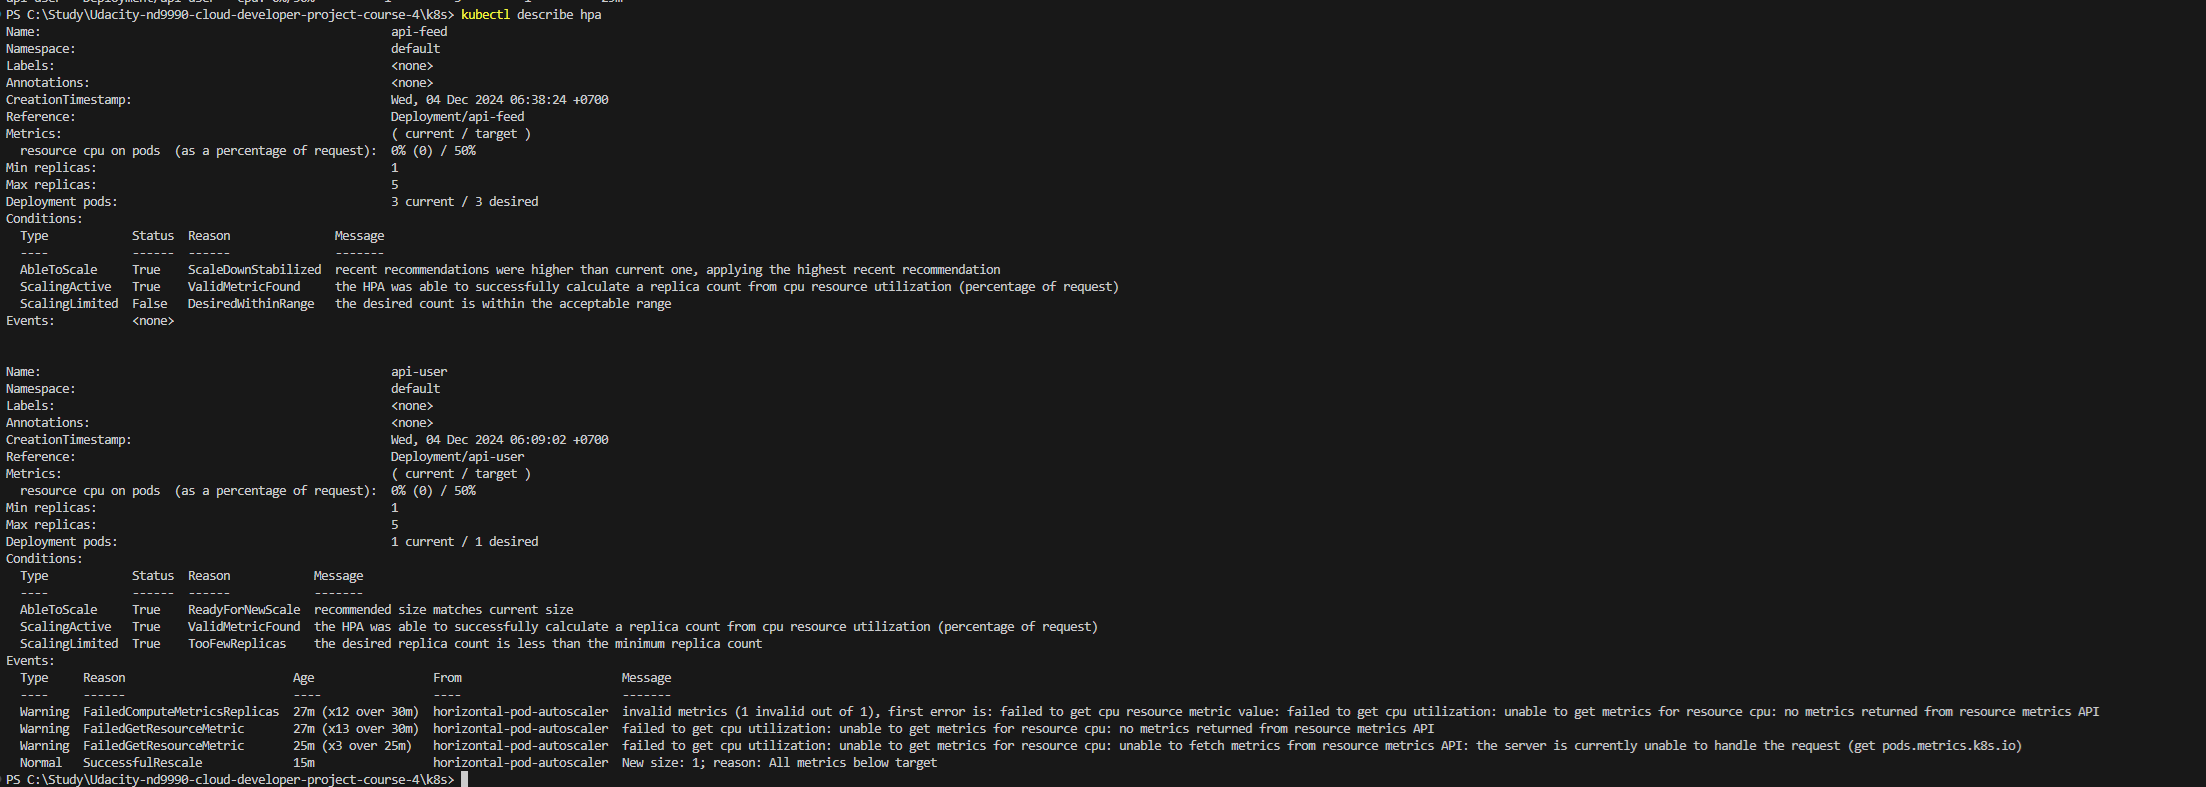 PS C:\Study\Udacity-nd9990-cloud-developer-project-course-4\k8s> kubectl describe hpa
Name:                                                  api-feed
Namespace:                                             default
Labels:                                                <none>
Annotations:                                           <none>
CreationTimestamp:                                     Wed, 04 Dec 2024 06:38:24 +0700
Reference:                                             Deployment/api-feed
Metrics:                                               ( current / target )
  resource cpu on pods  (as a percentage of request):  0% (0) / 50%
Min replicas:                                          1
Max replicas:                                          5
Deployment pods:                                       3 current / 3 desired
Conditions:
  Type            Status  Reason               Message
  ----            ------  ------               -------
  AbleToScale     True    ScaleDownStabilized  recent recommendations were higher than current one, applying the highest recent recommendation
  ScalingActive   True    ValidMetricFound     the HPA was able to successfully calculate a replica count from cpu resource utilization (percentage of request)
  ScalingLimited  False   DesiredWithinRange   the desired count is within the acceptable range
Events:           <none>
Name:                                                  api-user
Namespace:                                             default
Labels:                                                <none>
Annotations:                                           <none>
CreationTimestamp:                                     Wed, 04 Dec 2024 06:09:02 +0700
Reference:                                             Deployment/api-user
Metrics:                                               ( current / target )
  resource cpu on pods  (as a percentage of request):  0% (0) / 50%
Min replicas:                                          1
Max replicas:                                          5
Deployment pods:                                       1 current / 1 desired
Conditions:
  Type            Status  Reason            Message
  ----            ------  ------            -------
  AbleToScale     True    ReadyForNewScale  recommended size matches current size
  ScalingActive   True    ValidMetricFound  the HPA was able to successfully calculate a replica count from cpu resource utilization (percentage of request)
  ScalingLimited  True    TooFewReplicas    the desired replica count is less than the minimum replica count
Events:
  Type     Reason                        Age                 From                       Message
  ----     ------                        ----                ----                       -------
  Warning  FailedComputeMetricsReplicas  27m (x12 over 30m)  horizontal-pod-autoscaler  invalid metrics (1 invalid out of 1), first error is: failed to get cpu resource metric value: failed to get cpu utilization: unable to get metrics for resource cpu: no metrics returned from resource metrics API
  Warning  FailedGetResourceMetric       27m (x13 over 30m)  horizontal-pod-autoscaler  failed to get cpu utilization: unable to get metrics for resource cpu: no metrics returned from resource metrics API
  Warning  FailedGetResourceMetric       25m (x3 over 25m)   horizontal-pod-autoscaler  failed to get cpu utilization: unable to get metrics for resource cpu: unable to fetch metrics from resource metrics API: the server is currently unable to handle the request (get pods.metrics.k8s.io)
  Normal   SuccessfulRescale             15m                 horizontal-pod-autoscaler  New size: 1; reason: All metrics below target
PS C:\Study\Udacity-nd9990-cloud-developer-project-course-4\k8s>